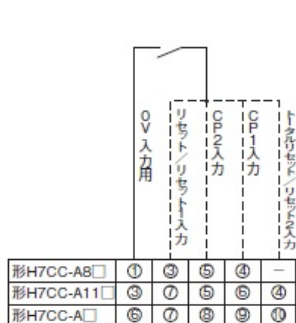 0V入力用
リセット/リセット1入力
CP2入力
CP1入力
トータルリセット/リセット2入力
形H7CC-A8□ ① ③ ⑤ ④ −
形H7CC-A11□ ③ ⑦ ⑤ ⑥ ④
形H7CC-A□ ⑥ ⑦ ⑧ ⑨ ⑩